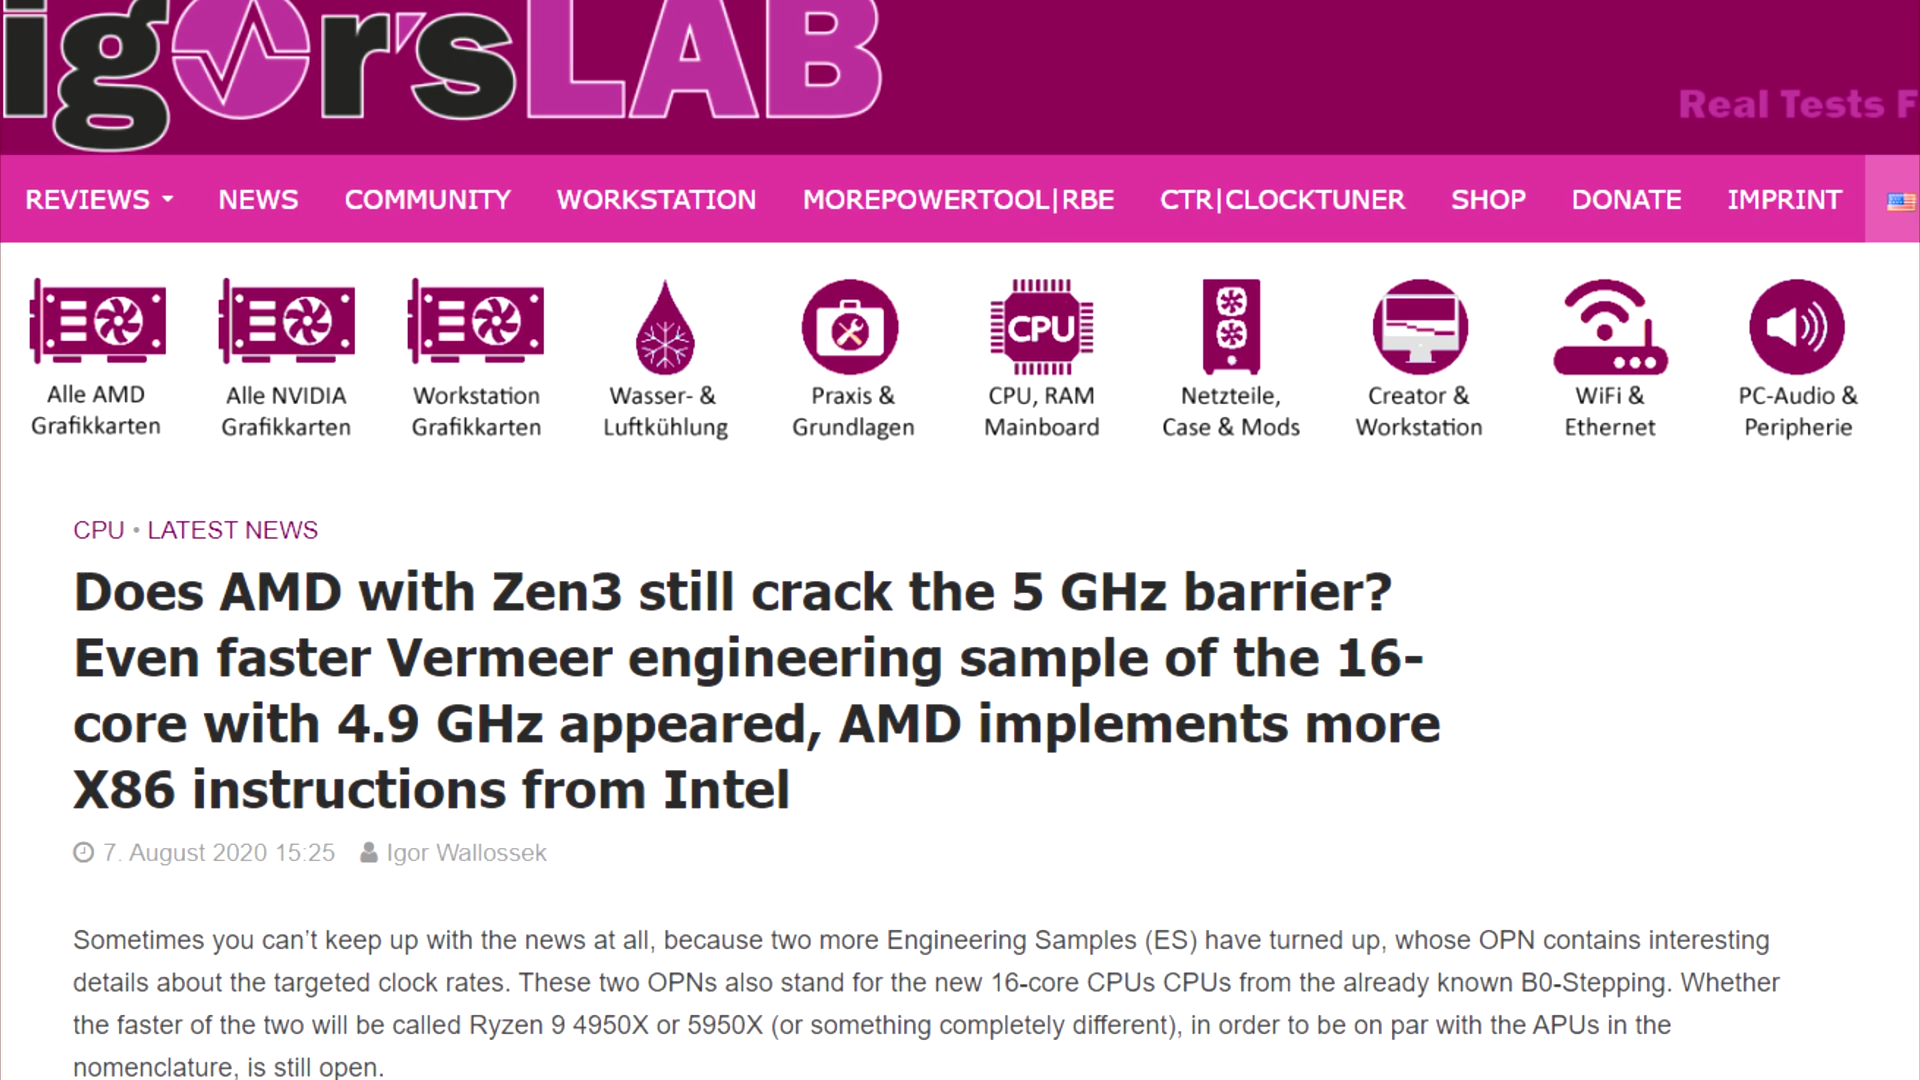 igor'sLAB
Real Tests F
REVIEWS NEWS COMMUNITY WORKSTATION MOREPOWERTOOL|RBE CTR|CLOCKTUNER SHOP DONATE IMPRINT
Alle AMD
Grafikkarten
Alle NVIDIA
Grafikkarten
Workstation
Grafikkarten
Wasser- &
Luftkühlung
Praxis &
Grundlagen
CPU
CPU, RAM
Mainboard
Netzteile,
Case & Mods
Creator &
Workstation
WiFi &
Ethernet
PC-Audio &
Peripherie
CPU • LATEST NEWS
Does AMD with Zen3 still crack the 5 GHz barrier?
Even faster Vermeer engineering sample of the 16-
core with 4.9 GHz appeared, AMD implements more
X86 instructions from Intel
7. August 2020 15:25 Igor Wallossek
Sometimes you can’t keep up with the news at all, because two more Engineering Samples (ES) have turned up, whose OPN contains interesting
details about the targeted clock rates. These two OPNs also stand for the new 16-core CPUs CPUs from the already known B0-Stepping. Whether
the faster of the two will be called Ryzen 9 4950X or 5950X (or something completely different), in order to be on par with the APUs in the
nomenclature, is still open.